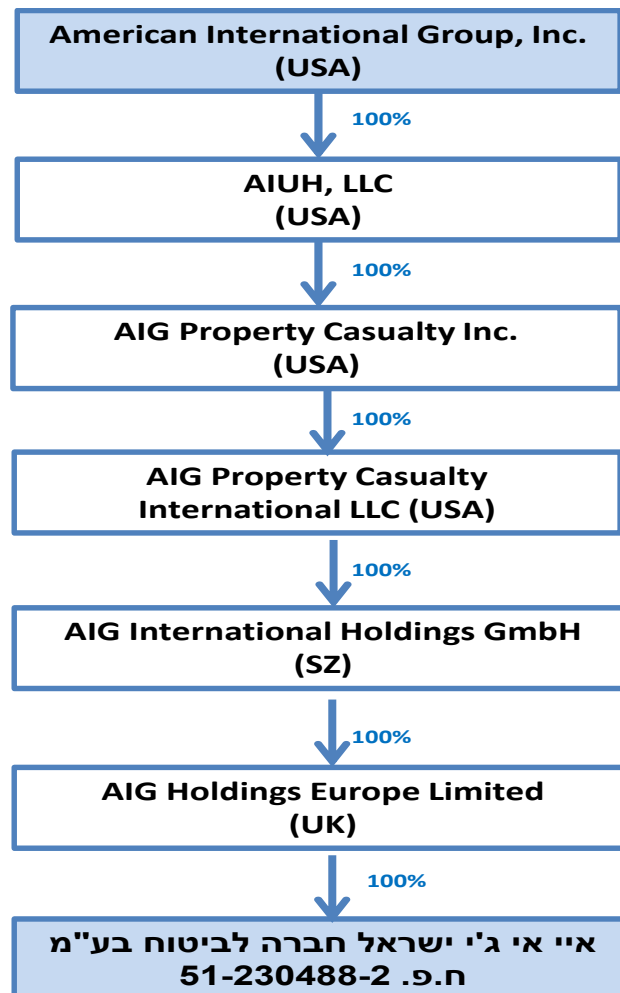 American International Group, Inc.
(USA)
100%
AIUH, LLC
(USA)
100%
AIG Property Casualty Inc.
(USA)
100%
AIG Property Casualty
International LLC (USA)
100%
AIG International Holdings GmbH
(SZ)
100%
AIG Holdings Europe Limited
(UK)
100%
איי אי ג'י ישראל חברה לביטוח בע"מ
ח.פ. 51-230488-2